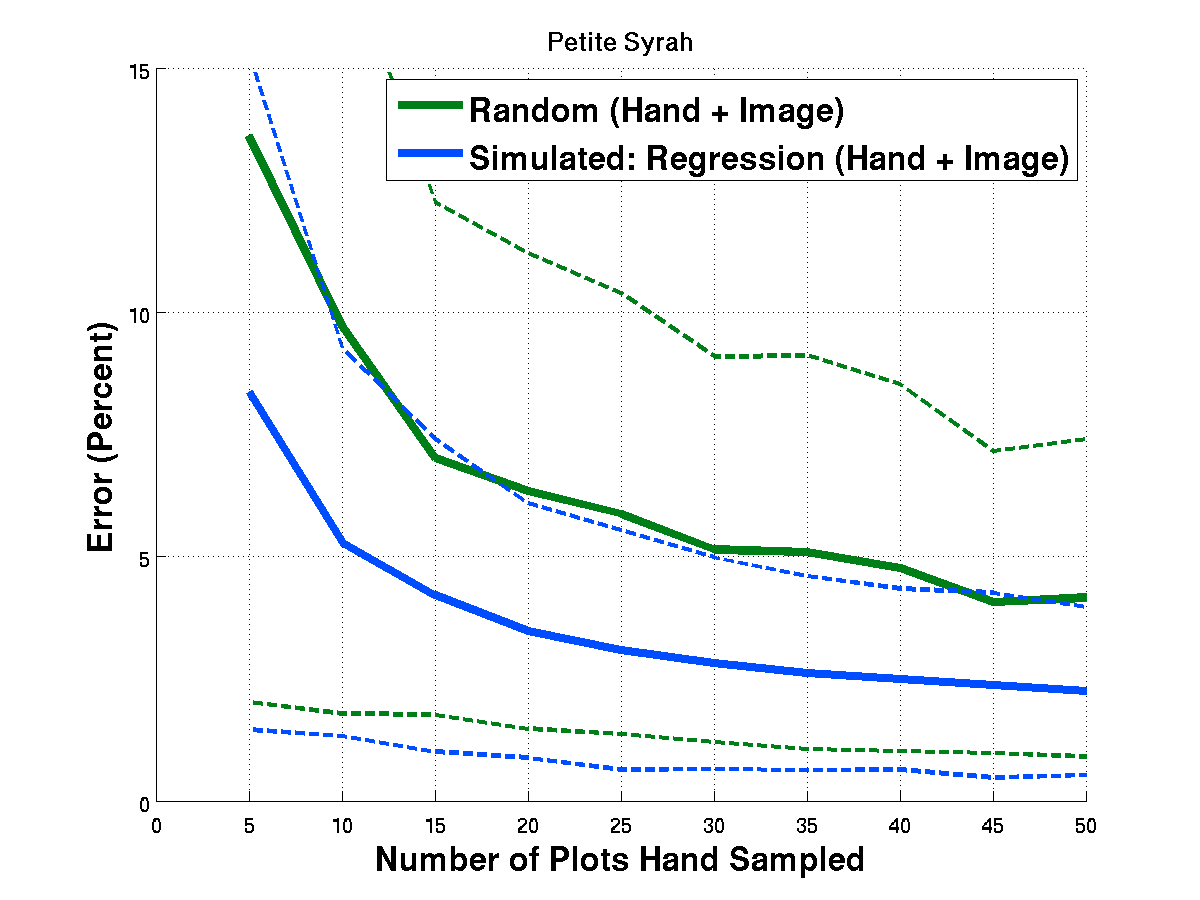 Petite Syrah
Random (Hand + Image)
Simulated: Regression (Hand + Image)
Error (Percent)
15
10
5
0
0 5 10 15 20 25 30 35 40 45 50
Number of Plots Hand Sampled